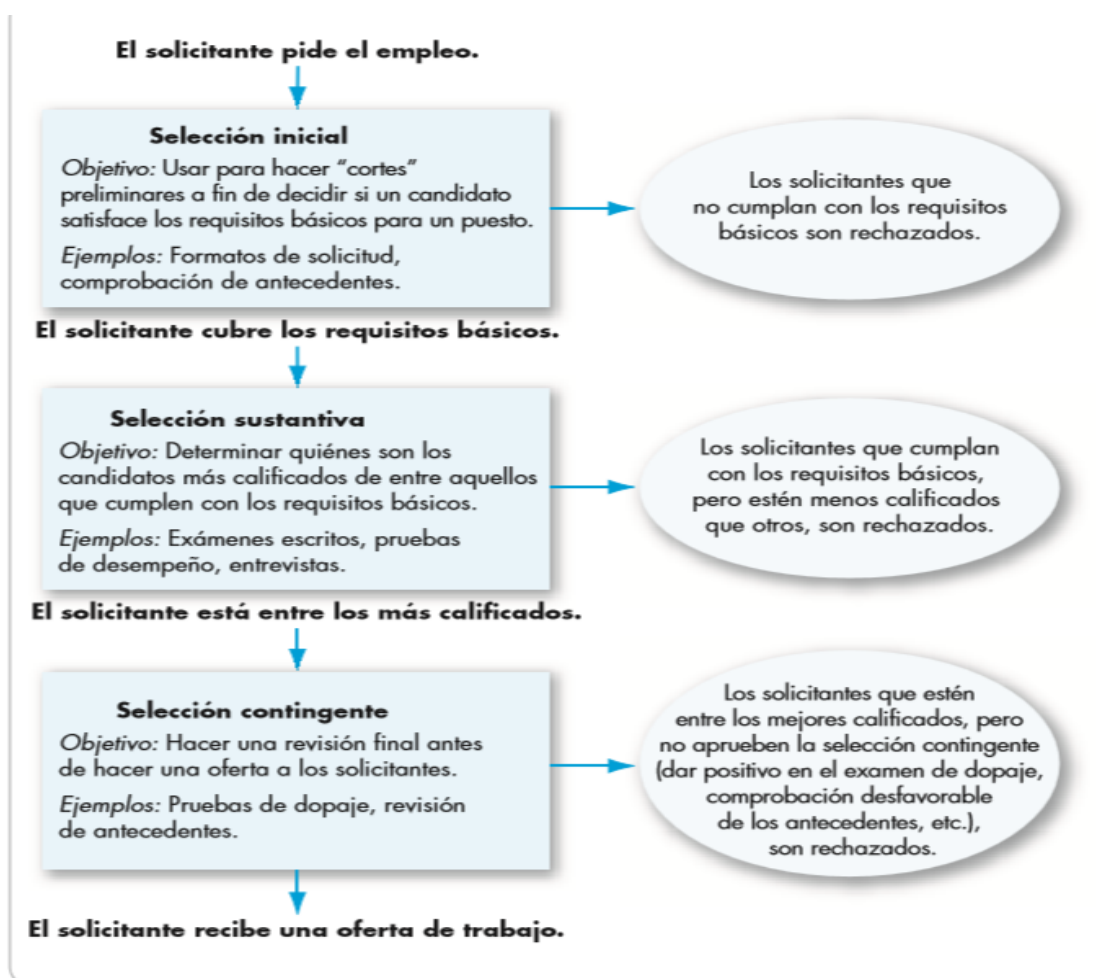 El solicitante pide el empleo.
Selección inicial
Objetivo: Usar para hacer “cortes”
preliminares a fin de decidir si un candidato
satisface los requisitos básicos para un puesto.
Ejemplos: Formatos de solicitud,
comprobación de antecedentes.
Los solicitantes que
no cumplan con los requisitos
básicos son rechazados.
El solicitante cubre los requisitos básicos.
Selección sustantiva
Objetivo: Determinar quiénes son los
candidatos más calificados de entre aquellos
que cumplen con los requisitos básicos.
Ejemplos: Exámenes escritos, pruebas
de desempeño, entrevistas.
Los solicitantes que cumplan
con los requisitos básicos,
pero estén menos calificados
que otros, son rechazados.
El solicitante está entre los más calificados.
Selección contingente
Objetivo: Hacer una revisión final antes
de hacer una oferta a los solicitantes.
Ejemplos: Pruebas de dopaje, revisión
de antecedentes.
Los solicitantes que estén
entre los mejores calificados, pero
no aprueben la selección contingente
(dar positivo en el examen de dopaje,
comprobación desfavorable
de los antecedentes, etc.),
son rechazados.
El solicitante recibe una oferta de trabajo.